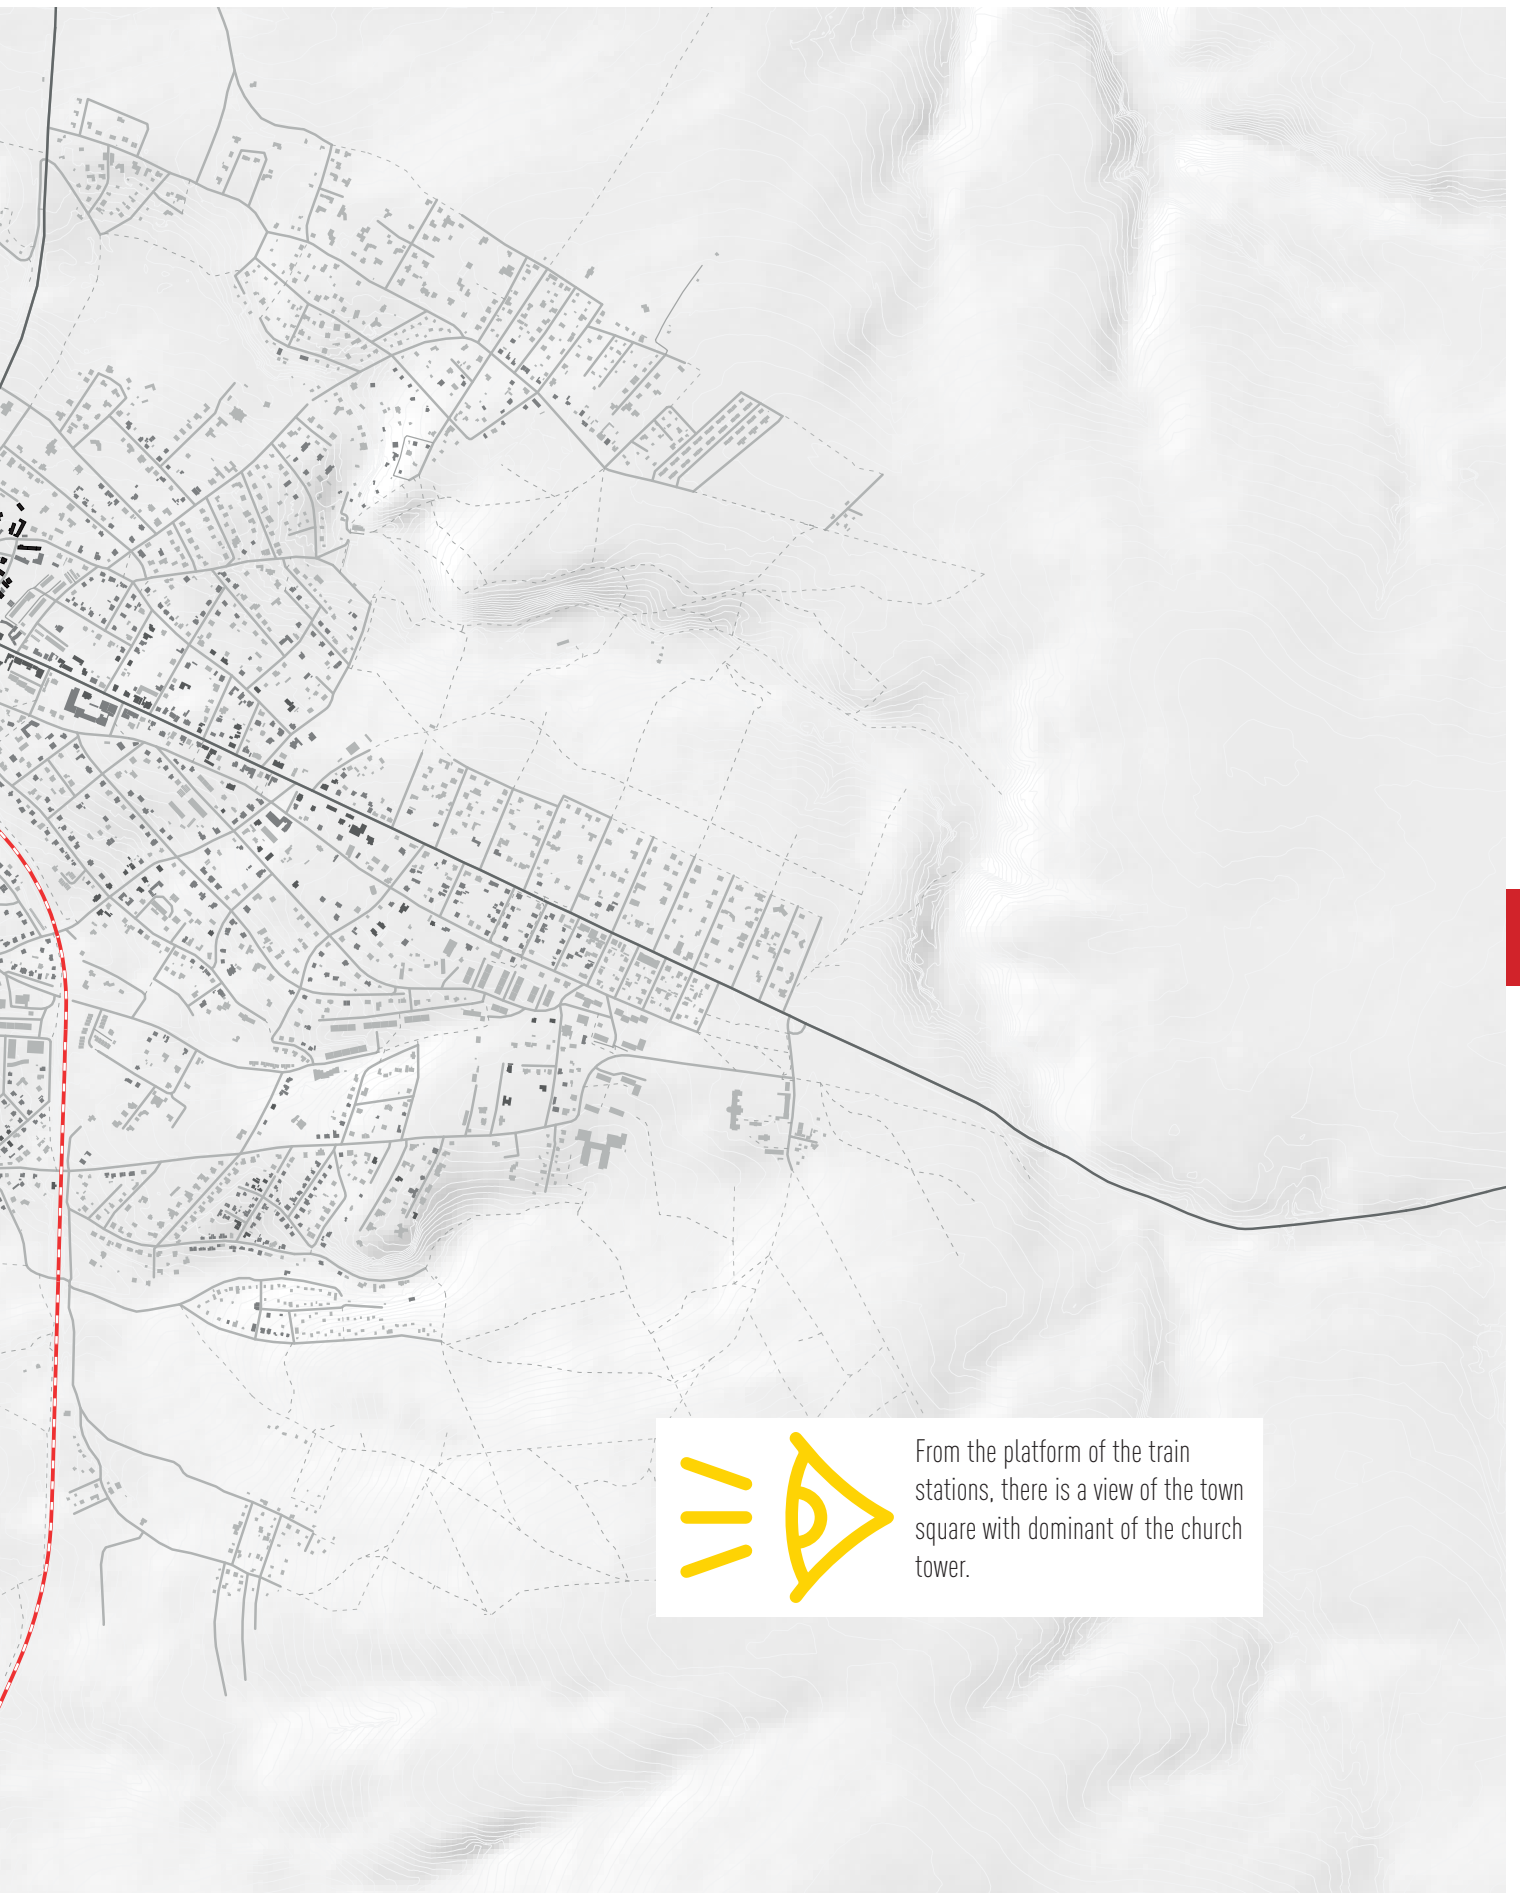 From the platform of the train
stations, there is a view of the town
square with dominant of the church
tower.